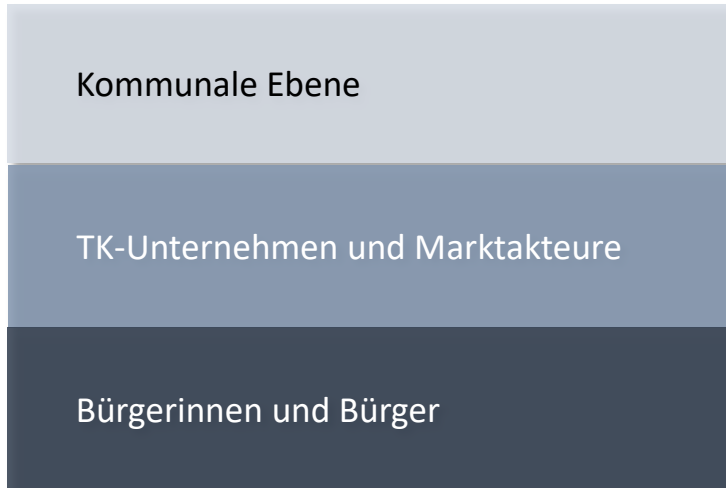 Kommunale Ebene
TK-Unternehmen und Marktakteure
Bürgerinnen und Bürger